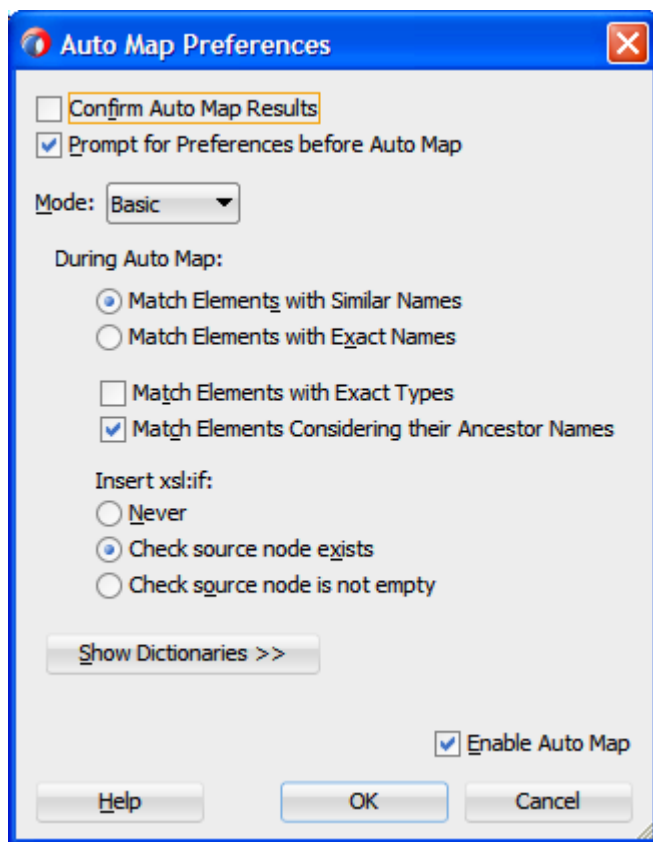 Auto Map Preferences
Confirm Auto Map Results
Prompt for Preferences before Auto Map
Mode: Basic
During Auto Map:
Match Elements with Similar Names
Match Elements with Exact Names
Match Elements with Exact Types
Match Elements Considering their Ancestor Names
Insert xsl:if:
Never
Check source node exists
Check source node is not empty
Show Dictionaries >>
Enable Auto Map
Help OK Cancel